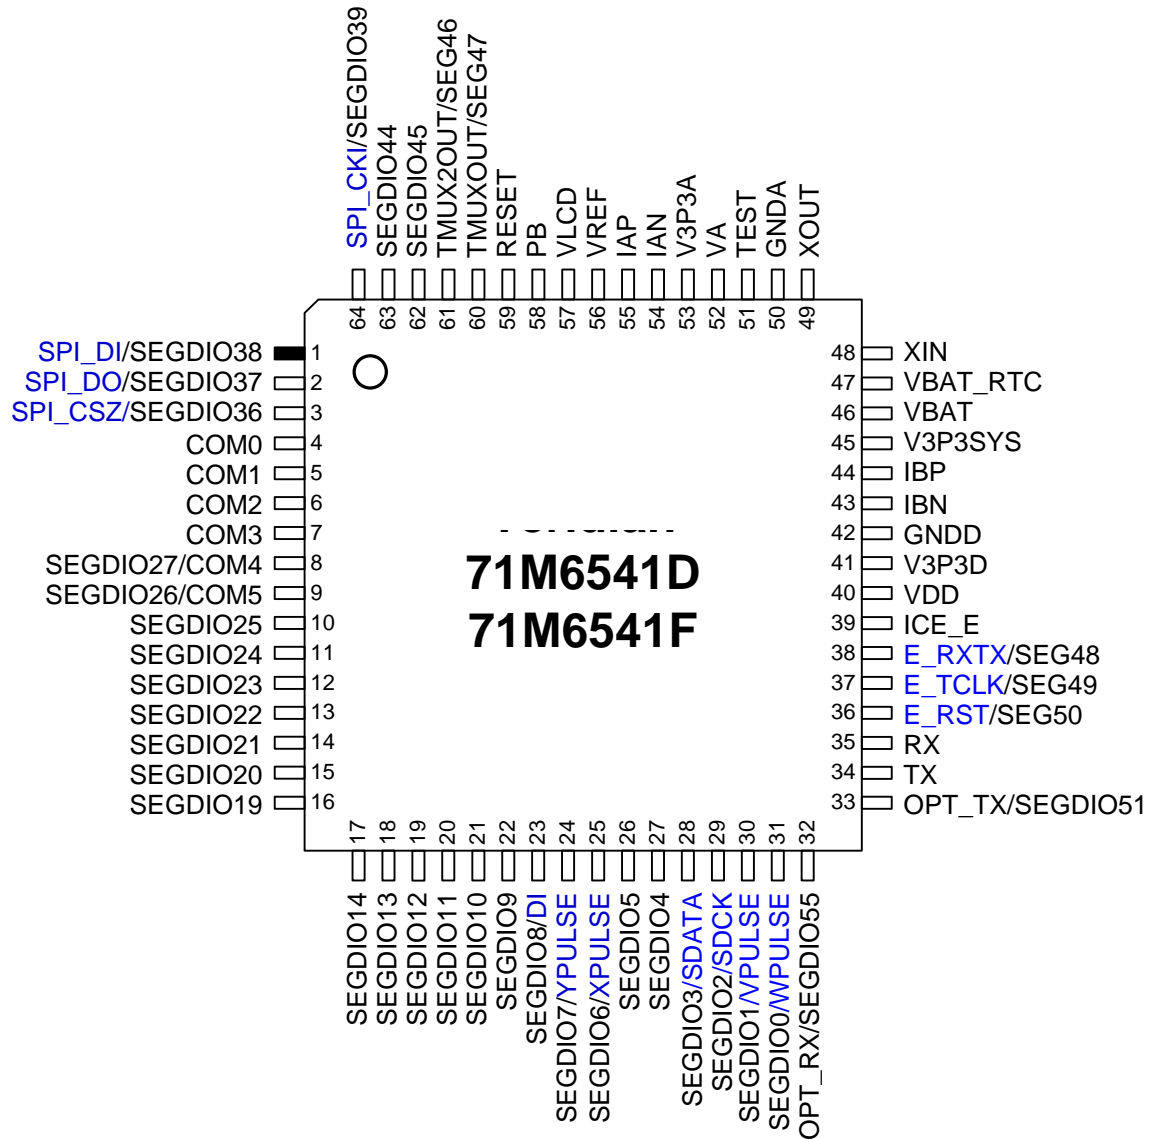 SPI_CKI/SEGDIO39
SEGDIO44
SEGDIO45
TMUX2OUT/SEG46
TMUXOUT/SEG47
RESET
PB
VLCD
VREF
IAP
IAN
V3P3A
VA
TEST
GNDA
XOUT
64 63 62 61 60 59 58 57 56 55 54 53 52 51 50 49
SPI_DI/SEGDIO38 1
SPI_DO/SEGDIO37 2
SPI_CSZ/SEGDIO36 3
COM0 4
COM1 5
COM2 6
COM3 7
SEGDIO27/COM4 8
SEGDIO26/COM5 9
SEGDIO25 10
SEGDIO24 11
SEGDIO23 12
SEGDIO22 13
SEGDIO21 14
SEGDIO20 15
SEGDIO19 16
71M6541D
71M6541F
48 XIN
47 VBAT_RTC
46 VBAT
45 V3P3SYS
44 IBP
43 IBN
42 GNDD
41 V3P3D
40 VDD
39 ICE_E
38 E_RXTX/SEG48
37 E_TCLK/SEG49
36 E_RST/SEG50
35 RX
34 TX
33 OPT_TX/SEGDIO51
17 18 19 20 21 22 23 24 25 26 27 28 29 30 31 32
SEGDIO14
SEGDIO13
SEGDIO12
SEGDIO11
SEGDIO10
SEGDIO9
SEGDIO8/DI
SEGDIO7/YPULSE
SEGDIO6/XPULSE
SEGDIO5
SEGDIO4
SEGDIO3/SDATA
SEGDIO2/SDCK
SEGDIO1/VPULSE
SEGDIO0/WPULSE
OPT_RX/SEGDIO55